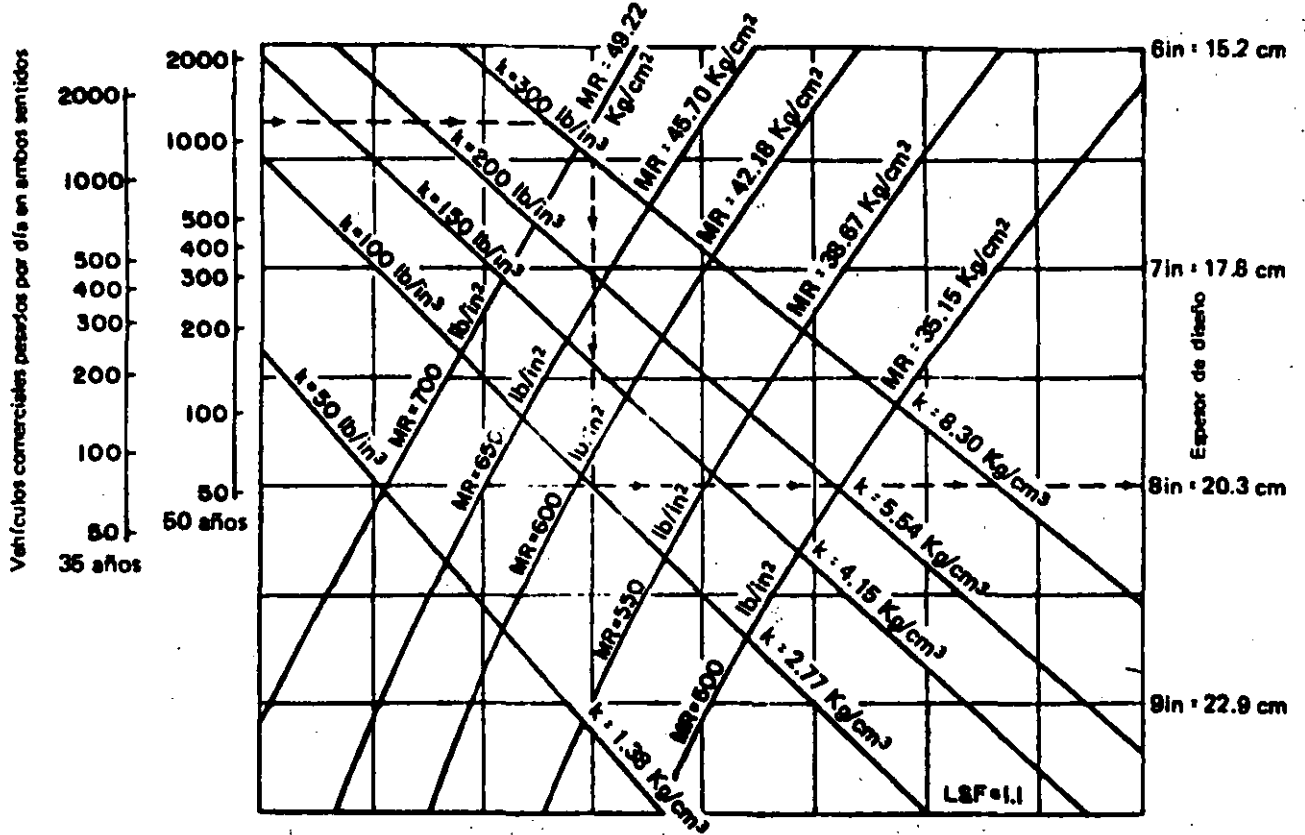 Vehículos comerciales pesados por día en ambos sentidos
2000
1000
500
400
300
200
100
50
35 años
2000
1000
500
400
300
200
100
50
50 años
k=300 lb/in³
k=200 lb/in³
k=150 lb/in³
k=100 lb/in³
k=50 lb/in³
MR : 49.22 Kg/cm²
MR : 45.70 Kg/cm²
MR : 42.18 Kg/cm²
MR : 38.67 Kg/cm²
MR : 35.15 Kg/cm²
MR=700 lb/in²
MR=650 lb/in²
MR=600 lb/in²
MR=550 lb/in²
MR=500 lb/in²
k : 8.30 Kg/cm³
k : 5.54 Kg/cm³
k : 4.15 Kg/cm³
k : 2.77 Kg/cm³
k : 1.38 Kg/cm³
6in : 15.2 cm
7in : 17.8 cm
8in : 20.3 cm
9in : 22.9 cm
Espesor de diseño
LSF=1.1